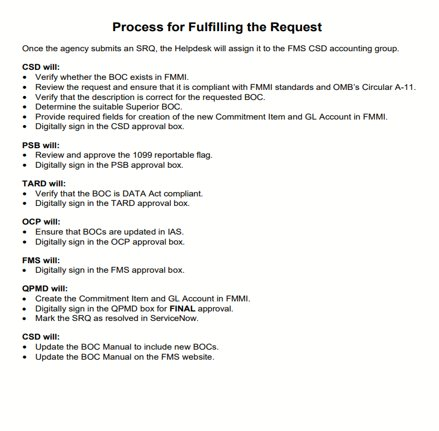 Process for Fulfilling the Request
Once the agency submits an SRQ, the Helpdesk will assign it to the FMS CSD accounting group.
CSD will:
• Verify whether the BOC exists in FMMI.
• Review the request and ensure that it is compliant with FMMI standards and OMB's Circular A-11.
• Verify that the description is correct for the requested BOC.
• Determine the suitable Superior BOC.
• Provide required fields for creation of the new Commitment Item and GL Account in FMMI.
• Digitally sign in the CSD approval box.
PSB will:
• Review and approve the 1099 reportable flag.
• Digitally sign in the PSB approval box.
TARD will:
• Verify that the BOC is DATA Act compliant.
• Digitally sign in the TARD approval box.
OCP will:
• Ensure that BOCs are updated in IAS.
• Digitally sign in the OCP approval box.
FMS will:
• Digitally sign in the FMS approval box.
QPMD will:
• Create the Commitment Item and GL Account in FMMI.
• Digitally sign in the QPMD box for FINAL approval.
• Mark the SRQ as resolved in ServiceNow.
CSD will:
• Update the BOC Manual to include new BOCs.
• Update the BOC Manual on the FMS website.